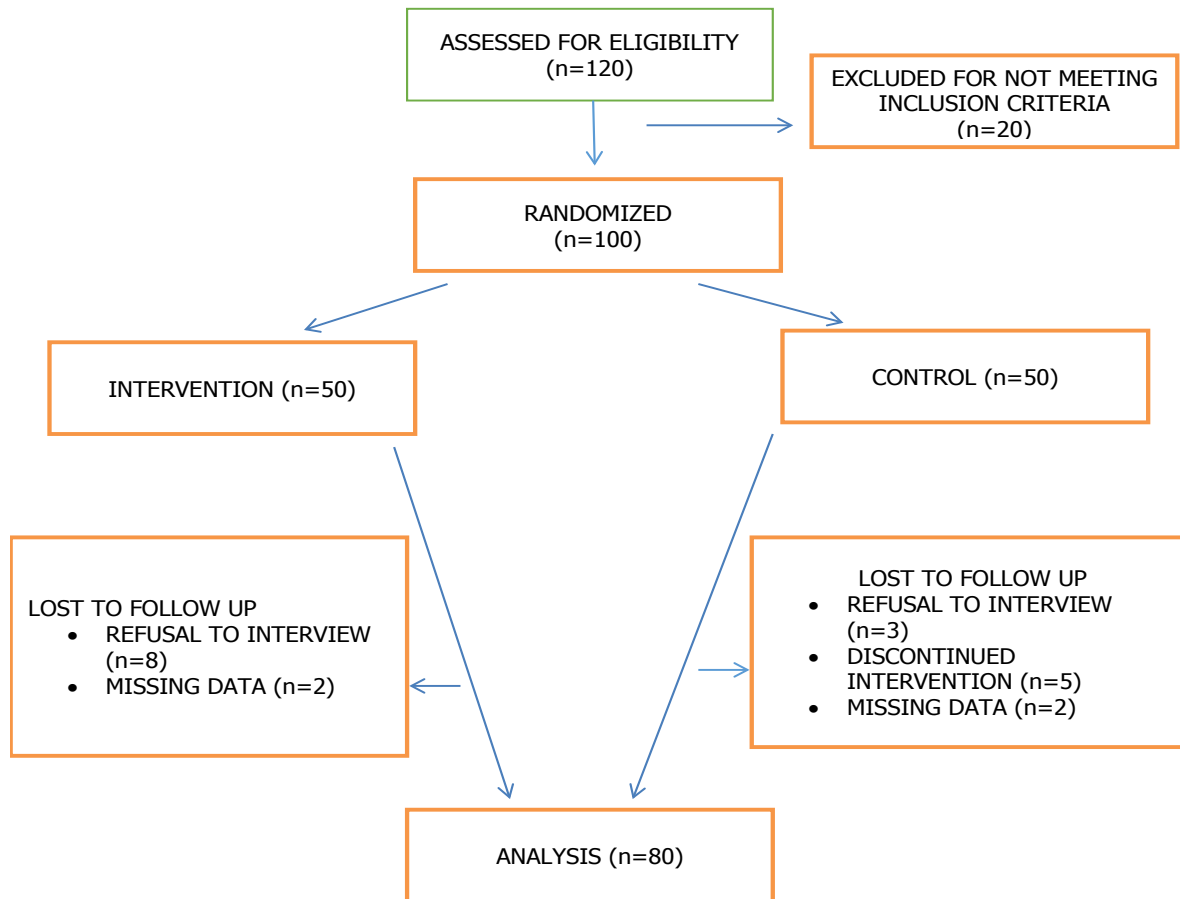 ASSESSED FOR ELIGIBILITY
(n=120)
EXCLUDED FOR NOT MEETING
INCLUSION CRITERIA
(n=20)
RANDOMIZED
(n=100)
INTERVENTION (n=50)
CONTROL (n=50)
LOST TO FOLLOW UP
• REFUSAL TO INTERVIEW
(n=8)
• MISSING DATA (n=2)
LOST TO FOLLOW UP
• REFUSAL TO INTERVIEW
(n=3)
• DISCONTINUED
INTERVENTION (n=5)
• MISSING DATA (n=2)
ANALYSIS (n=80)